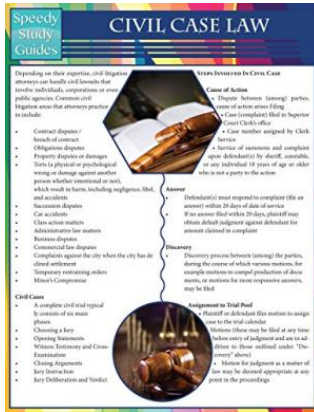 Speedy
Study
Guides
CIVIL CASE LAW
Depending on their expertise, civil litigation
attorneys can handle civil lawsuits that
involve individuals, corporations or even
public agencies. Common civil
litigation areas that attorneys practice
in include:
• Contract disputes /
breach of contract
• Obligations disputes
• Property disputes or damages
• Torts (a physical or psychological
wrong or damage against another
person whether intentional or not),
which result in harm, including negligence, libel,
and accidents
• Succession disputes
• Car accidents
• Class action matters
• Administrative law matters
• Business disputes
• Commercial law disputes
• Complaints against the city when the city has de
clined settlement
• Temporary restraining orders
• Minor's Compromise
Civil Cases
• A complete civil trial typical
ly consists of six main
phases
• Choosing a Jury
• Opening Statements
• Witness Testimony and Cross-
Examination
• Closing Arguments
• Jury Instruction
• Jury Deliberation and Verdict
STEPS INVOLVED IN CIVIL CASE
Cause of Action
• Dispute between (among) parties,
cause of action arises Filing
• Case (complaint) filed in Superior
Court Clerk's office
• Case number assigned by Clerk
Service
• Service of summons and complaint
upon defendant(s) by sheriff, constable,
or any individual 18 years of age or older
who is not a party to the action
Answer
• Defendant(s) must respond to complaint (file an
answer) within 20 days of date of service
• If no answer filed within 20 days, plaintiff may
obtain default judgment against defendant for
amount claimed in complaint
Discovery
• Discovery process between (among) the parties,
during the course of which various motions, for
example motions to compel production of docu
ments, or motions for more responsive answers,
may be filed
Assignment to Trial Pool
• Plaintiff or defendant files motion to assign
case to the trial calendar
Motions (these may be filed at any time
before entry of judgment and are in ad-
dition to those outlined under "Dis-
covery" above)
• Motion for judgment as a matter of
law may be deemed appropriate at any
point in the proceedings.